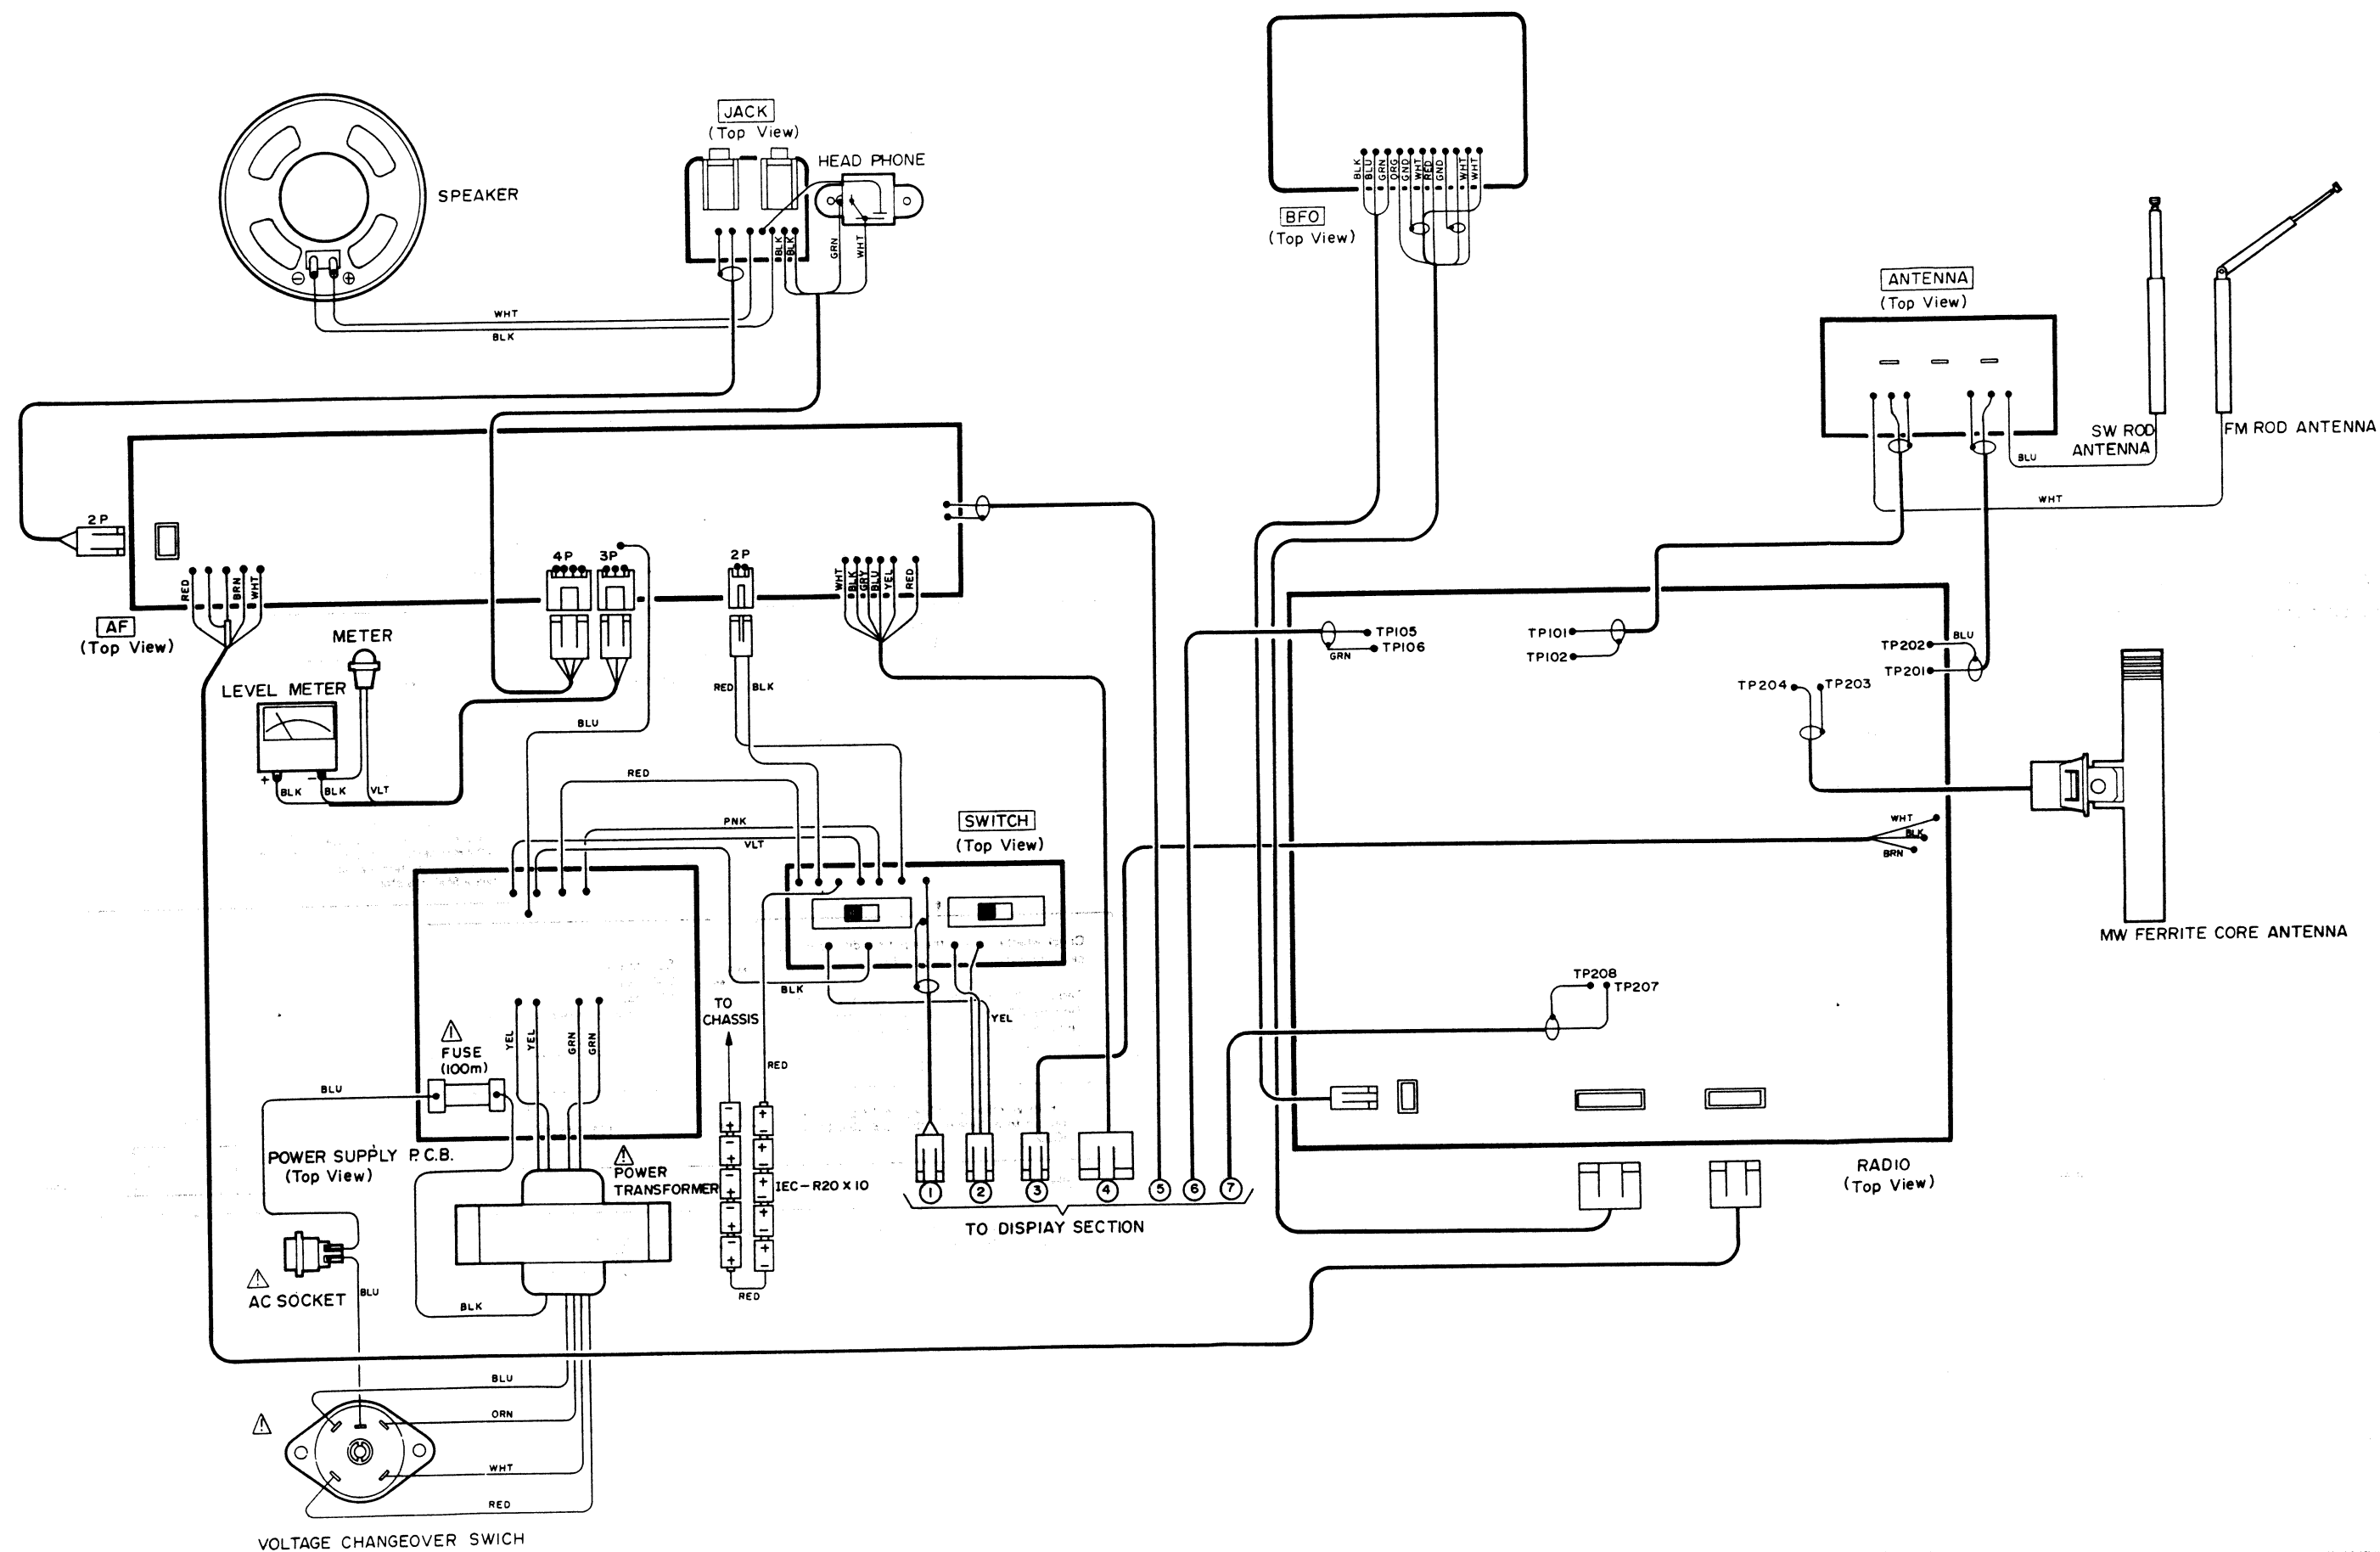 JACK
(Top View)
HEAD PHONE
SPEAKER
⊖ ⊕
BLK
BLK
GRN
WHT
WHT
BLK
BLK
BLU
GRN
ORG
GND
WHT
RED
GND
WHT
WHT
BFO
(Top View)
ANTENNA
(Top View)
SW ROD
ANTENNA
FM ROD ANTENNA
BLU
WHT
2P
4P
3P
2P
RED
BRN
WHT
WHT
BLK
GRY
BLU
YEL
RED
AF
(Top View)
METER
LEVEL METER
+
−
BLK
BLK
VLT
RED
BLK
BLU
RED
PNK
VLT
TP105
TP106
GRN
TP101
TP102
TP202
BLU
TP201
TP204
TP203
WHT
BLK
BRN
MW FERRITE CORE ANTENNA
SWITCH
(Top View)
BLK
YEL
TP208
TP207
TO
CHASSIS
RED
YEL
YEL
GRN
GRN
FUSE
(100m)
BLU
POWER SUPPLY P.C.B.
(Top View)
POWER
TRANSFORMER
IEC-R20 X 10
RED
1 2 3 4 5 6 7
TO DISPLAY SECTION
RADIO
(Top View)
AC SOCKET
BLU
BLK
BLU
ORN
WHT
RED
VOLTAGE CHANGEOVER SWICH